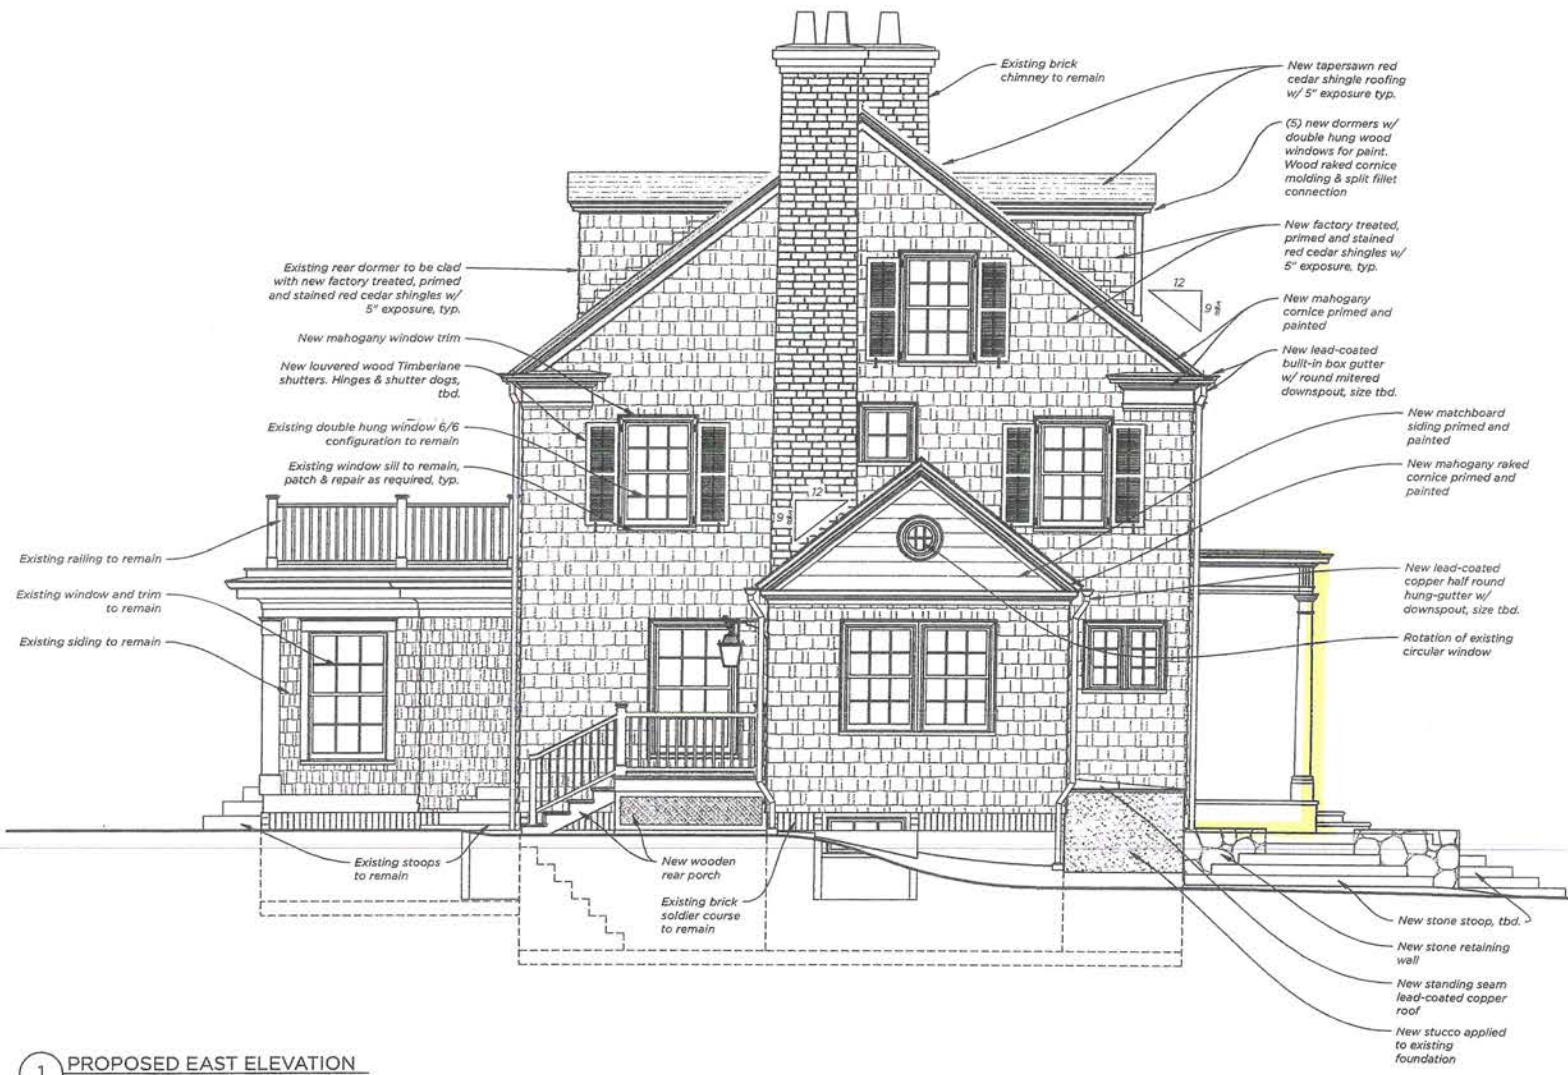 Existing brick
chimney to remain
New tapersawn red
cedar shingle roofing
w/ 5" exposure typ.
(5) new dormers w/
double hung wood
windows for paint.
Wood raked cornice
molding & split fillet
connection
New factory treated,
primed and stained
red cedar shingles w/
5" exposure, typ.
12
9
New mahogany
cornice primed and
painted
New lead-coated
built-in box gutter
w/ round mitered
downspout, size tbd.
New matchboard
siding primed and
painted
New mahogany raked
cornice primed and
painted
New lead-coated
copper half round
hung-gutter w/
downspout, size tbd.
Rotation of existing
circular window
Existing rear dormer to be clad
with new factory treated, primed
and stained red cedar shingles w/
5" exposure, typ.
New mahogany window trim
New louvered wood Timberlane
shutters. Hinges & shutter dogs,
tbd.
Existing double hung window 6/6
configuration to remain
Existing window sill to remain,
patch & repair as required, typ.
12
9
Existing railing to remain
Existing window and trim
to remain
Existing siding to remain
Existing stoops
to remain
New wooden
rear porch
Existing brick
soldier course
to remain
New stone stoop, tbd.
New stone retaining
wall
New standing seam
lead-coated copper
roof
New stucco applied
to existing
foundation
1 PROPOSED EAST ELEVATION